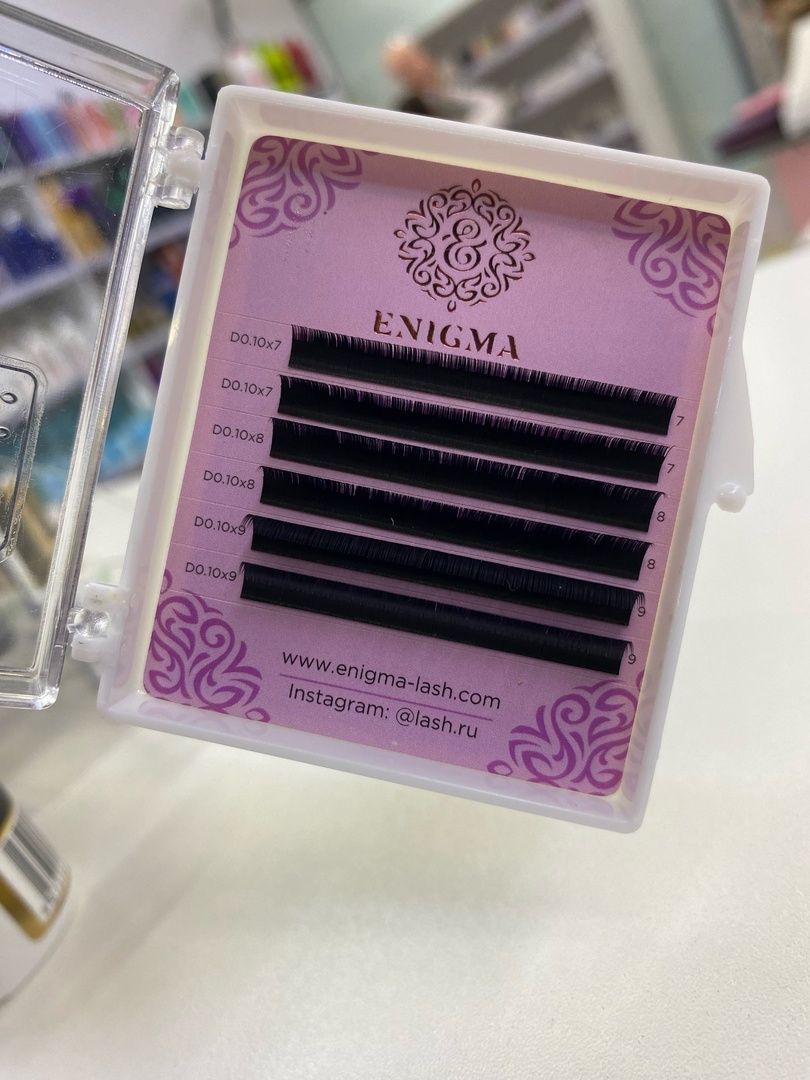 &
ENIGMA
D0.10x7 7
D0.10x7 7
D0.10x8 8
D0.10x8 8
D0.10x9 9
D0.10x9 9
www.enigma-lash.com
Instagram: @lash.ru